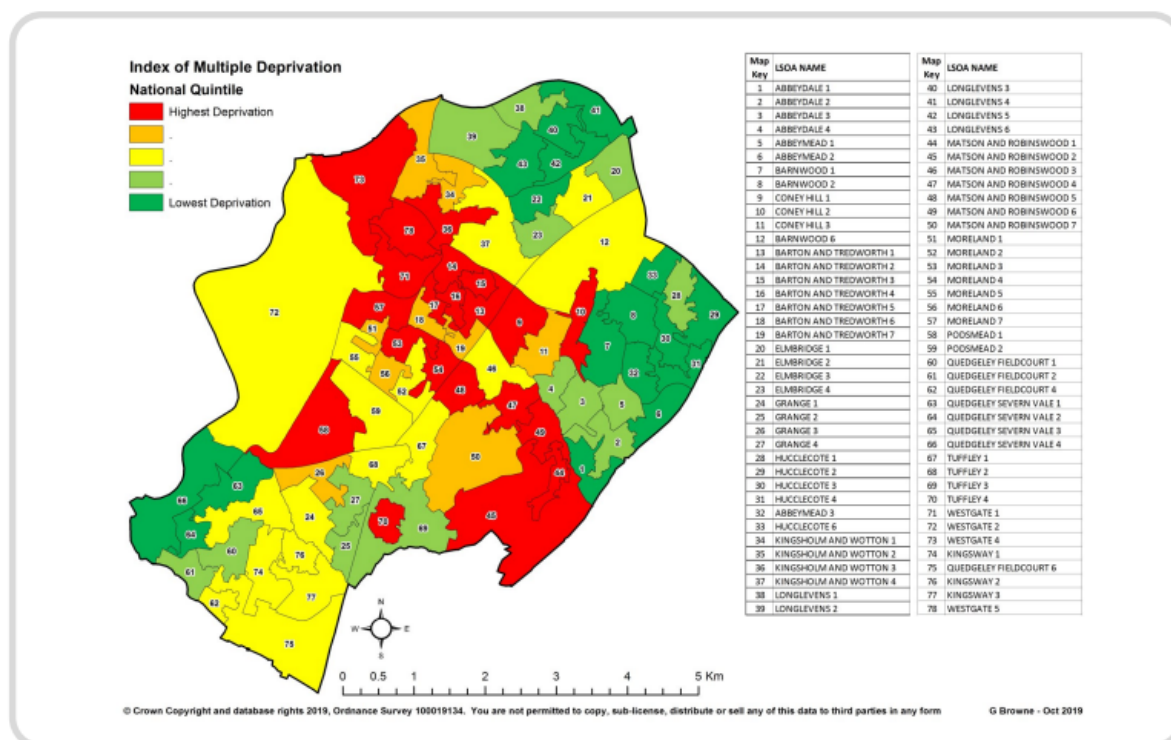 Index of Multiple Deprivation
National Quintile
Highest Deprivation
Lowest Deprivation
Map Key LSOA NAME
1 ABBEYDALE 1
2 ABBEYDALE 2
3 ABBEYDALE 3
4 ABBEYDALE 4
5 ABBEYMEAD 1
6 ABBEYMEAD 2
7 BARNWOOD 1
8 BARNWOOD 2
9 CONEY HILL 1
10 CONEY HILL 2
11 CONEY HILL 3
12 BARNWOOD 6
13 BARTON AND TREDWORTH 1
14 BARTON AND TREDWORTH 2
15 BARTON AND TREDWORTH 3
16 BARTON AND TREDWORTH 4
17 BARTON AND TREDWORTH 5
18 BARTON AND TREDWORTH 6
19 BARTON AND TREDWORTH 7
20 ELMBRIDGE 1
21 ELMBRIDGE 2
22 ELMBRIDGE 3
23 ELMBRIDGE 4
24 GRANGE 1
25 GRANGE 2
26 GRANGE 3
27 GRANGE 4
28 HUCCLECOTE 1
29 HUCCLECOTE 2
30 HUCCLECOTE 3
31 HUCCLECOTE 4
32 ABBEYMEAD 3
33 HUCCLECOTE 6
34 KINGSHOLM AND WOTTON 1
35 KINGSHOLM AND WOTTON 2
36 KINGSHOLM AND WOTTON 3
37 KINGSHOLM AND WOTTON 4
38 LONGLEVENS 1
39 LONGLEVENS 2
Map Key LSOA NAME
40 LONGLEVENS 3
41 LONGLEVENS 4
42 LONGLEVENS 5
43 LONGLEVENS 6
44 MATSON AND ROBINSWOOD 1
45 MATSON AND ROBINSWOOD 2
46 MATSON AND ROBINSWOOD 3
47 MATSON AND ROBINSWOOD 4
48 MATSON AND ROBINSWOOD 5
49 MATSON AND ROBINSWOOD 6
50 MATSON AND ROBINSWOOD 7
51 MORELAND 1
52 MORELAND 2
53 MORELAND 3
54 MORELAND 4
55 MORELAND 5
56 MORELAND 6
57 MORELAND 7
58 PODSMEAD 1
59 PODSMEAD 2
60 QUEDGELEY FIELDCOURT 1
61 QUEDGELEY FIELDCOURT 2
62 QUEDGELEY FIELDCOURT 4
63 QUEDGELEY SEVERN VALE 1
64 QUEDGELEY SEVERN VALE 2
65 QUEDGELEY SEVERN VALE 3
66 QUEDGELEY SEVERN VALE 4
67 TUFFLEY 1
68 TUFFLEY 2
69 TUFFLEY 3
70 TUFFLEY 4
71 WESTGATE 1
72 WESTGATE 2
73 WESTGATE 4
74 KINGSWAY 1
75 QUEDGELEY FIELDCOURT 6
76 KINGSWAY 2
77 KINGSWAY 3
78 WESTGATE 5
N
W E
S
0 0.5 1 2 3 4 5 Km
© Crown Copyright and database rights 2019, Ordnance Survey 100019134. You are not permitted to copy, sub-license, distribute or sell any of this data to third parties in any form
G Browne - Oct 2019